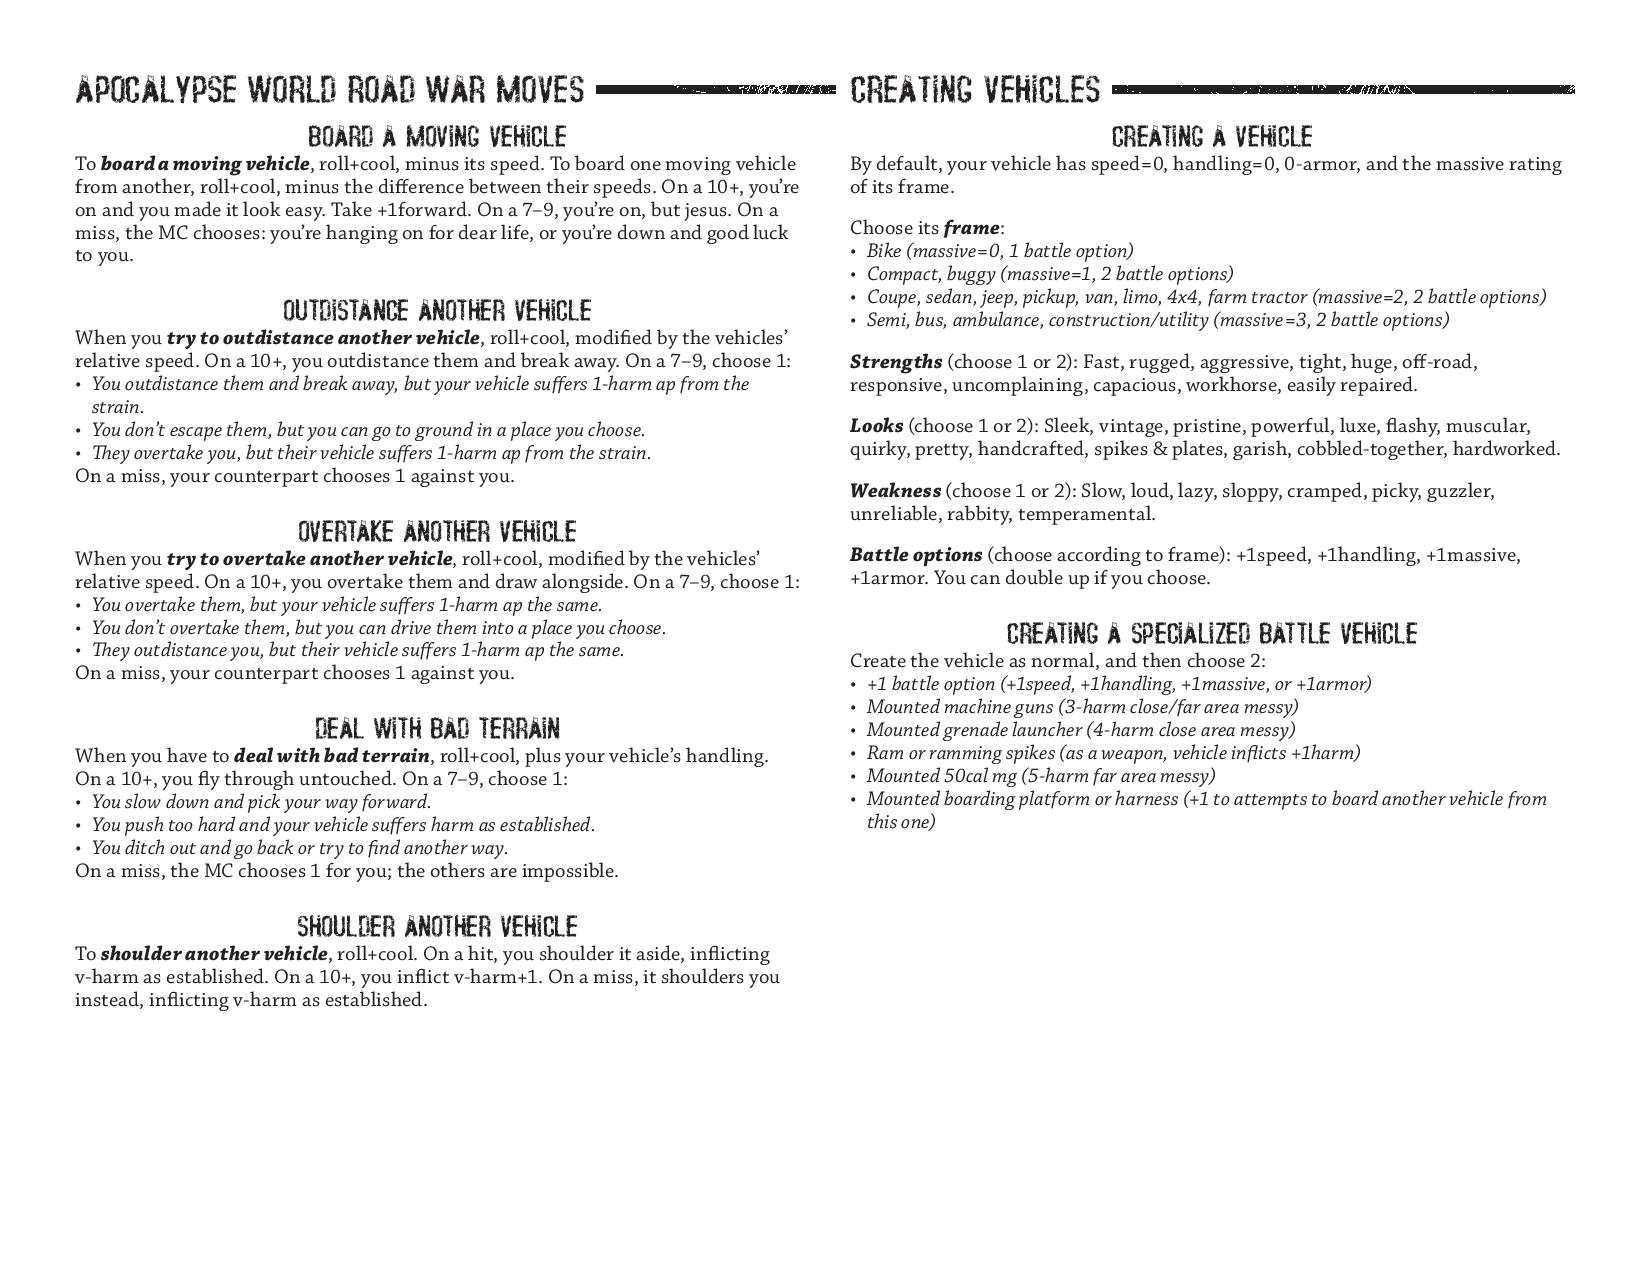 APOCALYPSE WORLD ROAD WAR MOVES
BOARD A MOVING VEHICLE
To board a moving vehicle, roll+cool, minus its speed. To board one moving vehicle
from another, roll+cool, minus the difference between their speeds. On a 10+, you’re
on and you made it look easy. Take +1forward. On a 7–9, you’re on, but jesus. On a
miss, the MC chooses: you’re hanging on for dear life, or you’re down and good luck
to you.
OUTDISTANCE ANOTHER VEHICLE
When you try to outdistance another vehicle, roll+cool, modified by the vehicles’
relative speed. On a 10+, you outdistance them and break away. On a 7–9, choose 1:
• You outdistance them and break away, but your vehicle suffers 1-harm ap from the
strain.
• You don’t escape them, but you can go to ground in a place you choose.
• They overtake you, but their vehicle suffers 1-harm ap from the strain.
On a miss, your counterpart chooses 1 against you.
OVERTAKE ANOTHER VEHICLE
When you try to overtake another vehicle, roll+cool, modified by the vehicles’
relative speed. On a 10+, you overtake them and draw alongside. On a 7–9, choose 1:
• You overtake them, but your vehicle suffers 1-harm ap the same.
• You don’t overtake them, but you can drive them into a place you choose.
• They outdistance you, but their vehicle suffers 1-harm ap the same.
On a miss, your counterpart chooses 1 against you.
DEAL WITH BAD TERRAIN
When you have to deal with bad terrain, roll+cool, plus your vehicle’s handling.
On a 10+, you fly through untouched. On a 7–9, choose 1:
• You slow down and pick your way forward.
• You push too hard and your vehicle suffers harm as established.
• You ditch out and go back or try to find another way.
On a miss, the MC chooses 1 for you; the others are impossible.
SHOULDER ANOTHER VEHICLE
To shoulder another vehicle, roll+cool. On a hit, you shoulder it aside, inflicting
v-harm as established. On a 10+, you inflict v-harm+1. On a miss, it shoulders you
instead, inflicting v-harm as established.
CREATING VEHICLES
CREATING A VEHICLE
By default, your vehicle has speed=0, handling=0, 0-armor, and the massive rating
of its frame.
Choose its frame:
• Bike (massive=0, 1 battle option)
• Compact, buggy (massive=1, 2 battle options)
• Coupe, sedan, jeep, pickup, van, limo, 4x4, farm tractor (massive=2, 2 battle options)
• Semi, bus, ambulance, construction/utility (massive=3, 2 battle options)
Strengths (choose 1 or 2): Fast, rugged, aggressive, tight, huge, off-road,
responsive, uncomplaining, capacious, workhorse, easily repaired.
Looks (choose 1 or 2): Sleek, vintage, pristine, powerful, luxe, flashy, muscular,
quirky, pretty, handcrafted, spikes & plates, garish, cobbled-together, hardworked.
Weakness (choose 1 or 2): Slow, loud, lazy, sloppy, cramped, picky, guzzler,
unreliable, rabbity, temperamental.
Battle options (choose according to frame): +1speed, +1handling, +1massive,
+1armor. You can double up if you choose.
CREATING A SPECIALIZED BATTLE VEHICLE
Create the vehicle as normal, and then choose 2:
• +1 battle option (+1speed, +1handling, +1massive, or +1armor)
• Mounted machine guns (3-harm close/far area messy)
• Mounted grenade launcher (4-harm close area messy)
• Ram or ramming spikes (as a weapon, vehicle inflicts +1harm)
• Mounted 50cal mg (5-harm far area messy)
• Mounted boarding platform or harness (+1 to attempts to board another vehicle from
this one)